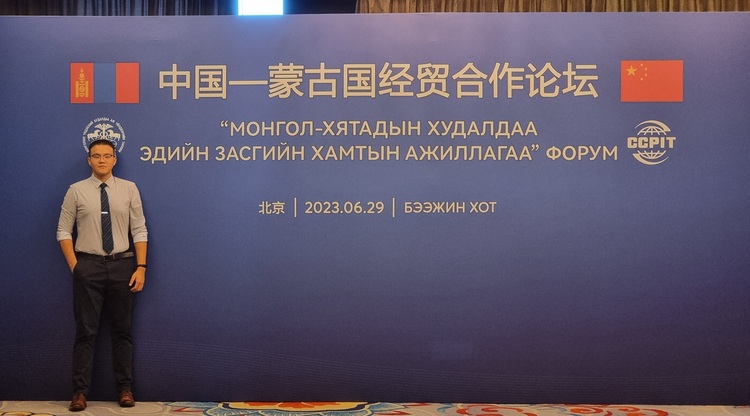 中国—蒙古国经贸合作论坛
“МОНГОЛ-ХЯТАДЫН ХУДАЛДАА
ЭДИЙН ЗАСГИЙН ХАМТЫН АЖИЛЛАГАА” ФОРУМ
CCPIT
北京 | 2023.06.29 | БЭЭЖИН ХОТ